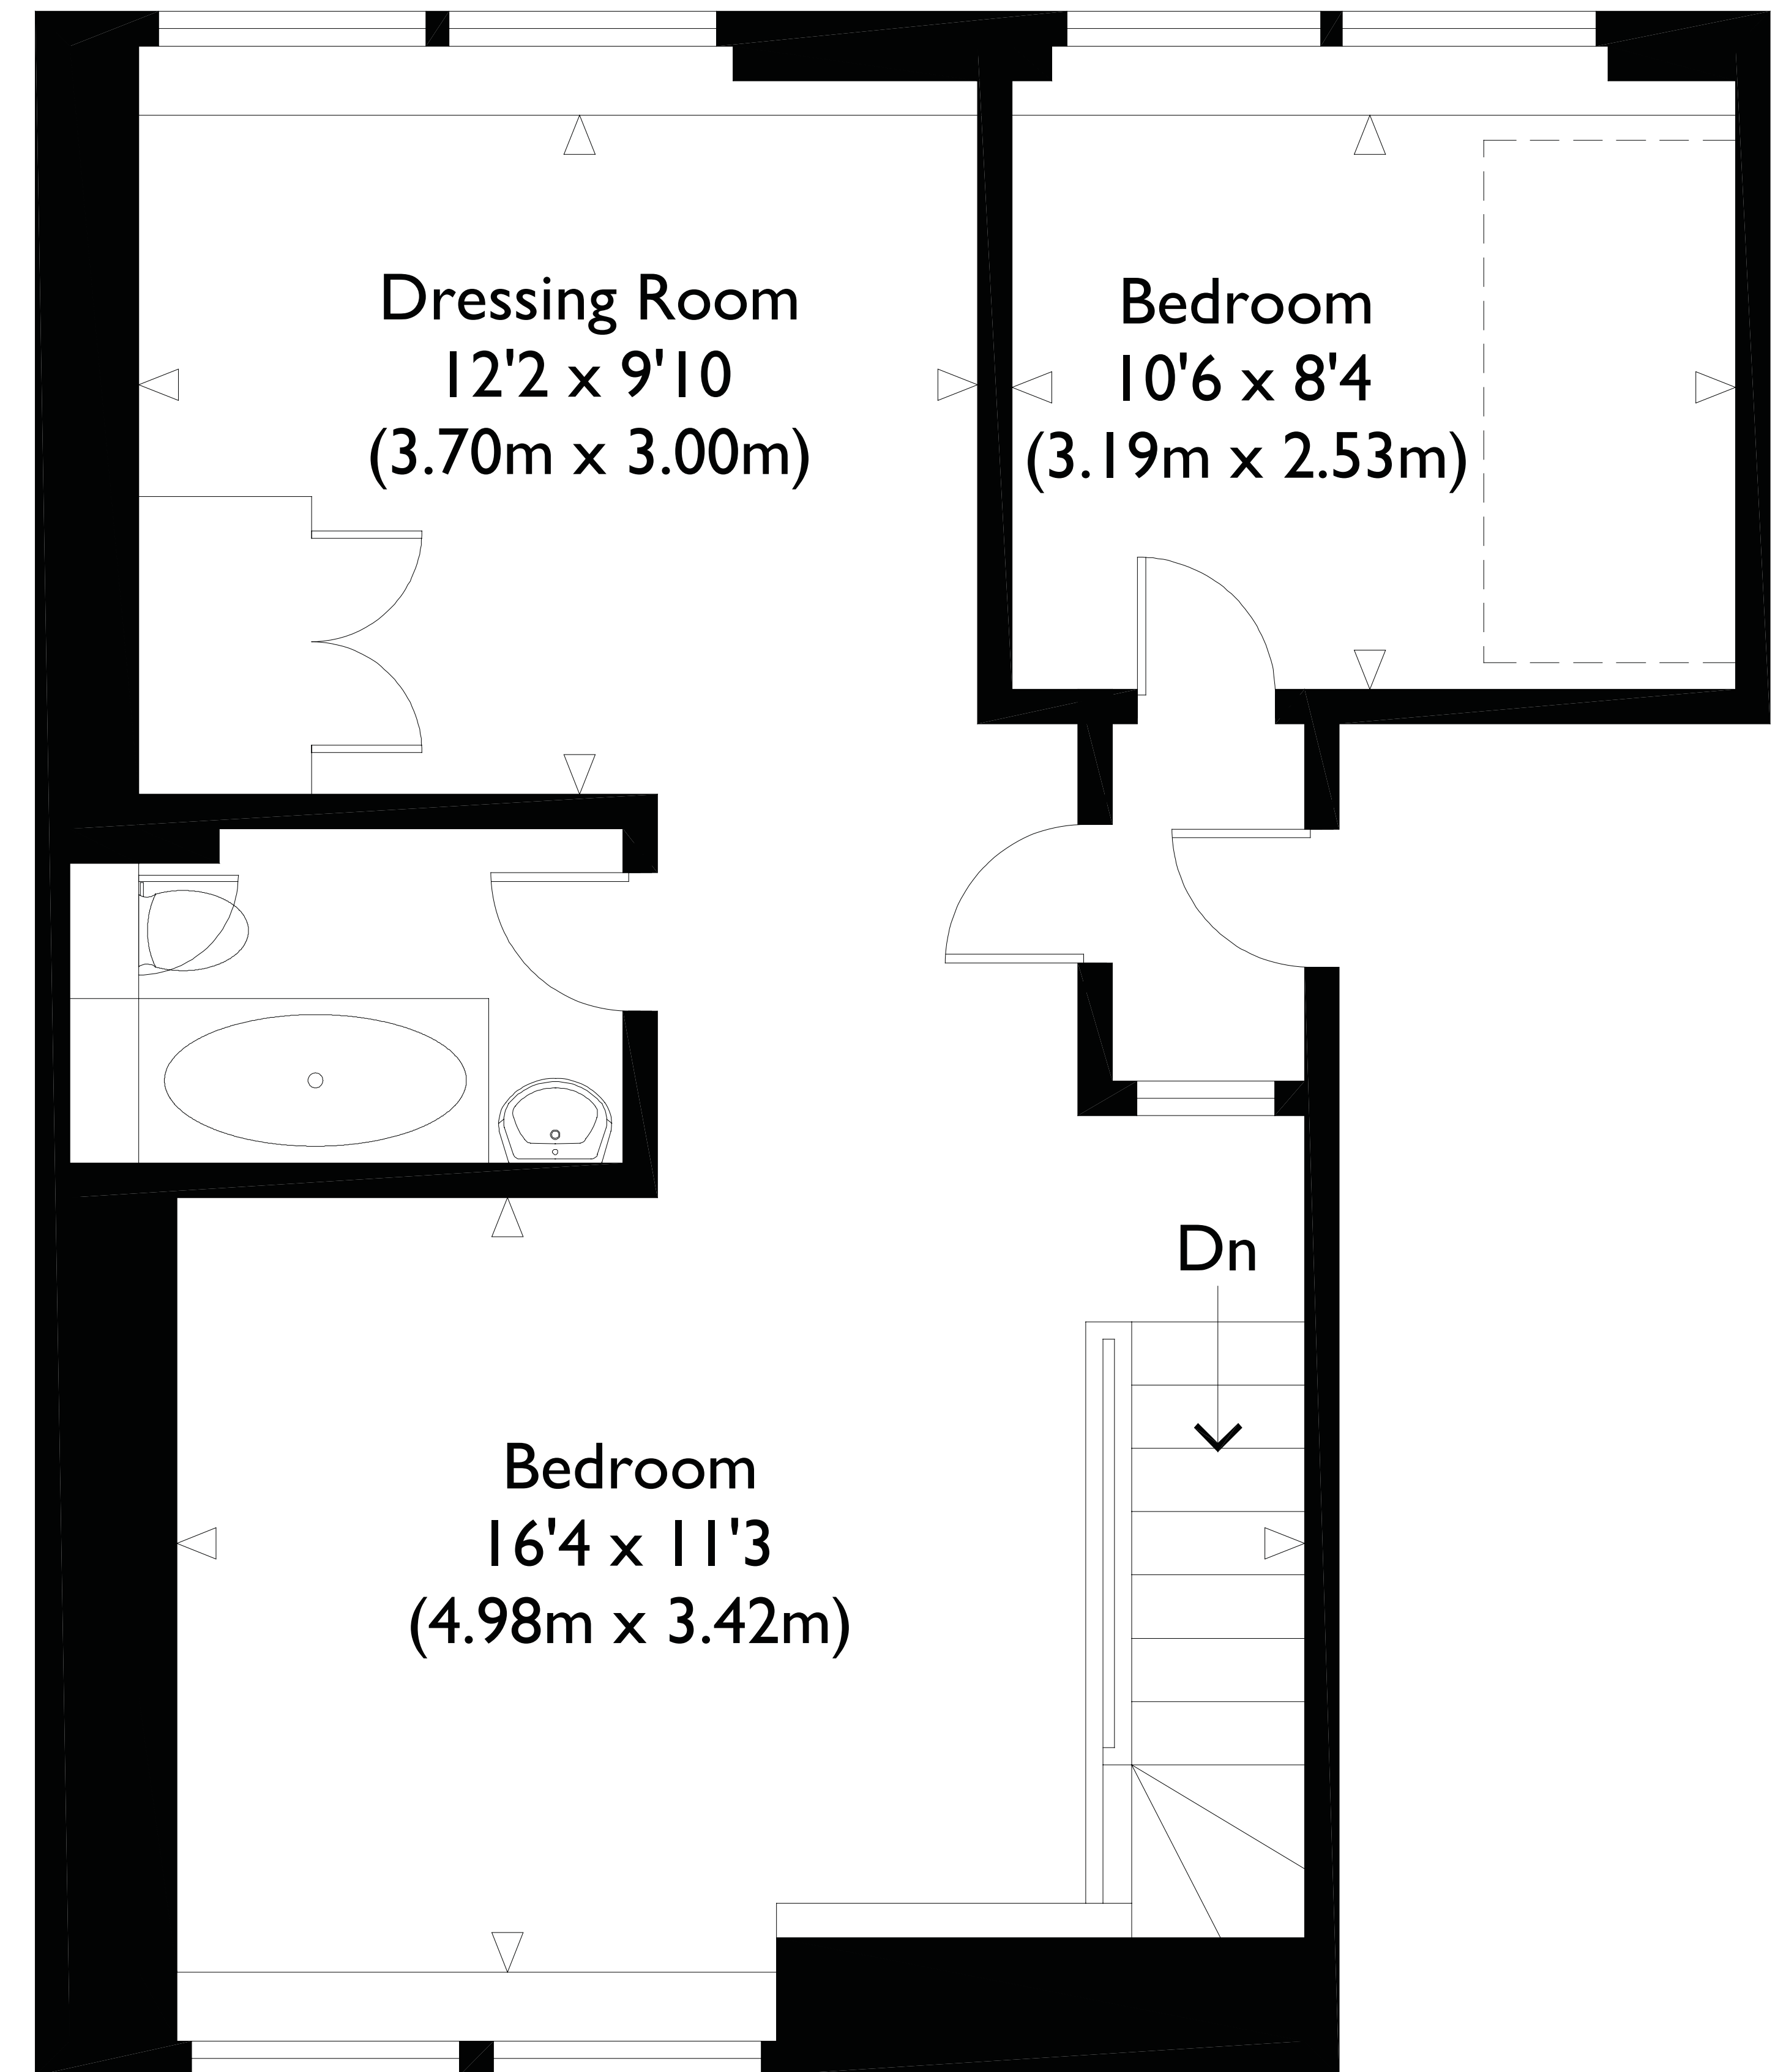 Dressing Room
12'2 x 9'10
(3.70m x 3.00m)
Bedroom
10'6 x 8'4
(3.19m x 2.53m)
Dn
Bedroom
16'4 x 11'3
(4.98m x 3.42m)